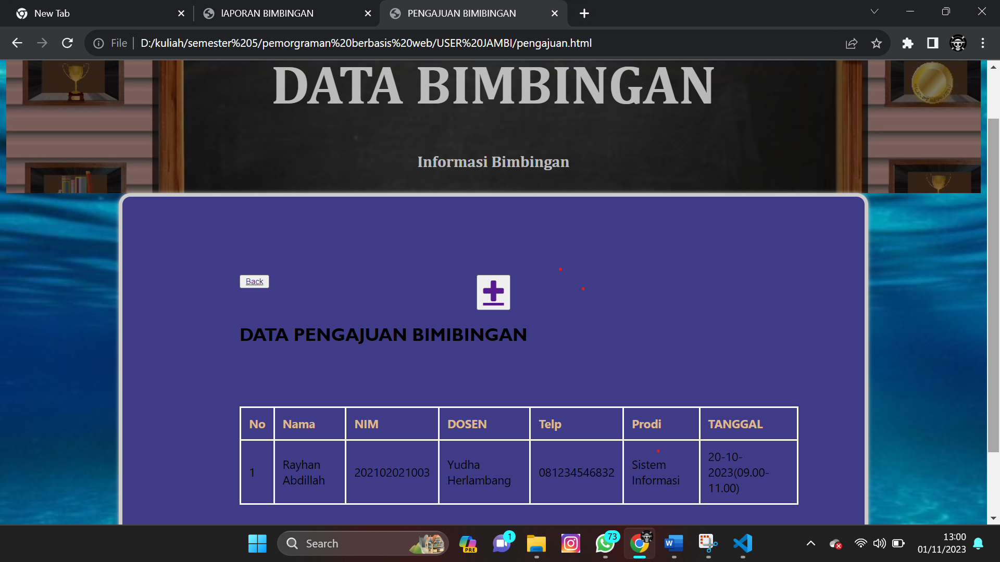 New Tab
lAPORAN BIMBINGAN
PENGAJUAN BIMIBINGAN
File
D:/kuliah/semester%205/pemorgraman%20berbasis%20web/USER%20JAMBI/pengajuan.html
DATA BIMBINGAN
Informasi Bimbingan
Back
DATA PENGAJUAN BIMIBINGAN
No Nama NIM DOSEN Telp Prodi TANGGAL
1
Rayhan
Abdillah
202102021003
Yudha
Herlambang
081234546832
Sistem
Informasi
20-10-
2023(09.00-
11.00)
Search
PRE
1
73
W
13:00
01/11/2023